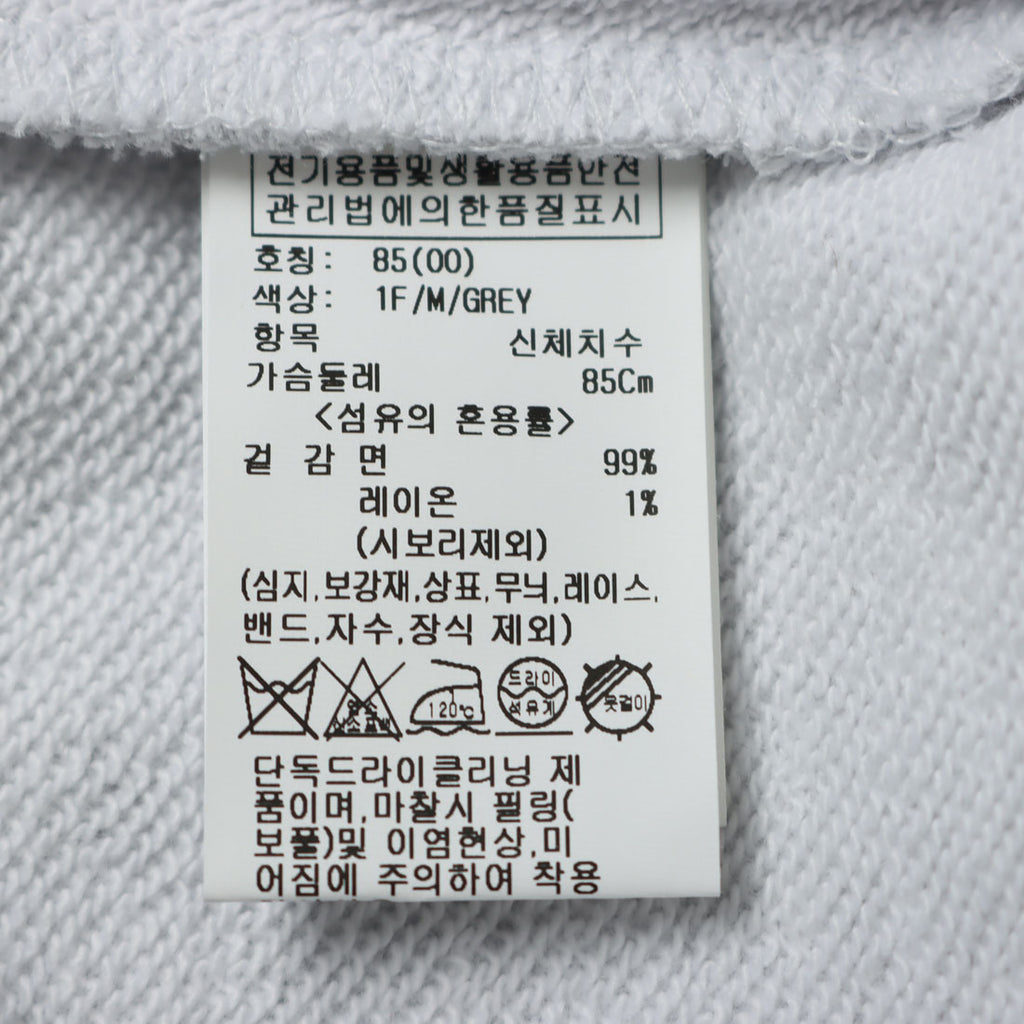 전기용품및생활용품안전
관리법에의한품질표시
호칭: 85(00)
색상: 1F/M/GREY
항목 신체치수
가슴둘레 85Cm
<섬유의 혼용률>
겉 감 면 99%
레이온 1%
(시보리제외)
(심지,보강재,상표,무늬,레이스,
밴드,자수,장식 제외)
염소 산소표백
120℃
드라이
석유계
옷걸이
단독드라이클리닝 제
품이며,마찰시 필링(
보풀)및 이염현상,미
어짐에 주의하여 착용